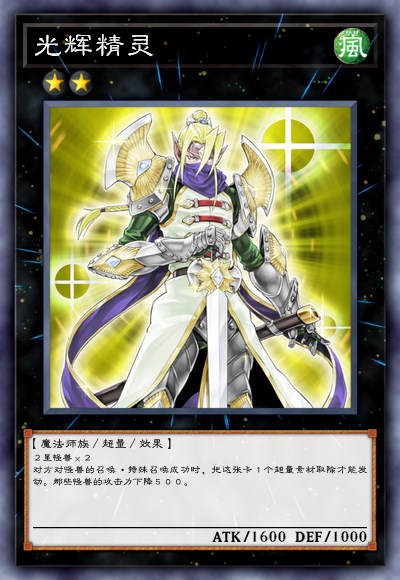 光辉精灵
風
【魔法师族／超量／效果】
２星怪兽×２
对方对怪兽的召唤·特殊召唤成功时，把这张卡１个超量素材取除才能发
动。那些怪兽的攻击力下降５００。
ATK/1600 DEF/1000